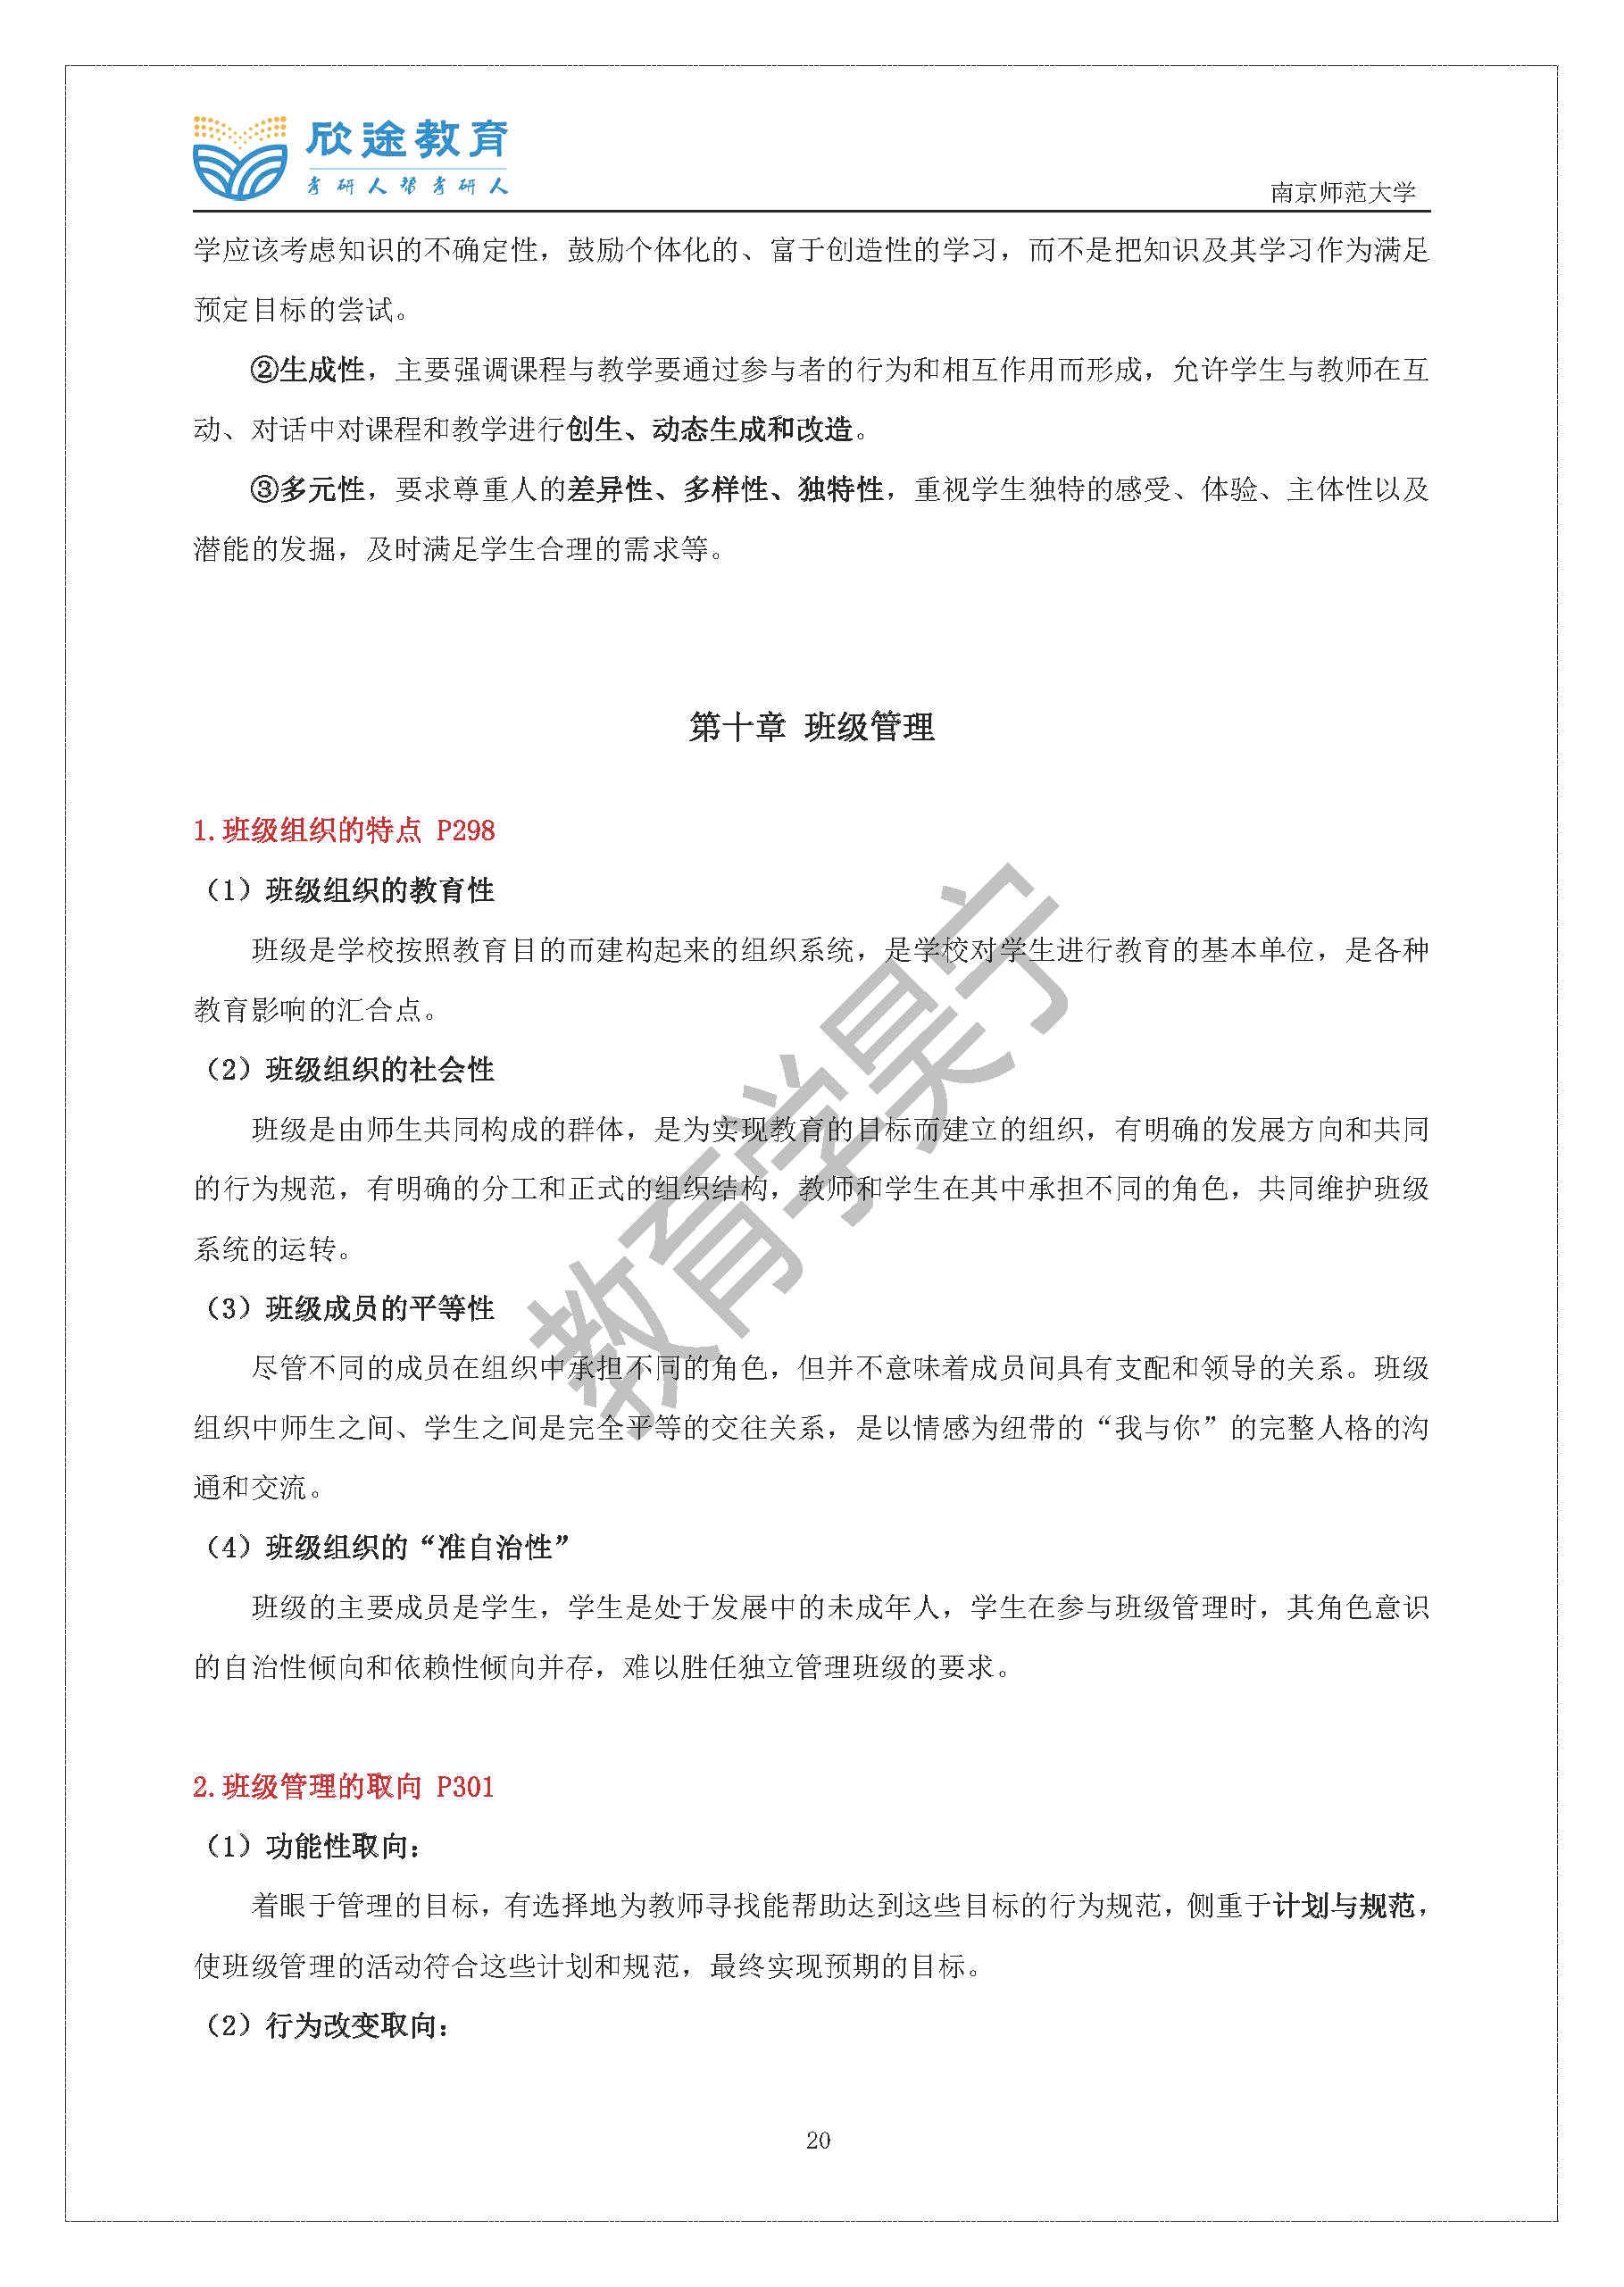 欣途教育
考研人帮考研人
南京师范大学
学应该考虑知识的不确定性，鼓励个体化的、富于创造性的学习，而不是把知识及其学习作为满足
预定目标的尝试。
②生成性，主要强调课程与教学要通过参与者的行为和相互作用而形成，允许学生与教师在互
动、对话中对课程和教学进行创生、动态生成和改造。
③多元性，要求尊重人的差异性、多样性、独特性，重视学生独特的感受、体验、主体性以及
潜能的发掘，及时满足学生合理的需求等。
第十章 班级管理
1.班级组织的特点 P298
（1）班级组织的教育性
班级是学校按照教育目的而建构起来的组织系统，是学校对学生进行教育的基本单位，是各种
教育影响的汇合点。
（2）班级组织的社会性
班级是由师生共同构成的群体，是为实现教育的目标而建立的组织，有明确的发展方向和共同
的行为规范，有明确的分工和正式的组织结构，教师和学生在其中承担不同的角色，共同维护班级
系统的运转。
（3）班级成员的平等性
尽管不同的成员在组织中承担不同的角色，但并不意味着成员间具有支配和领导的关系。班级
组织中师生之间、学生之间是完全平等的交往关系，是以情感为纽带的“我与你”的完整人格的沟
通和交流。
（4）班级组织的“准自治性”
班级的主要成员是学生，学生是处于发展中的未成年人，学生在参与班级管理时，其角色意识
的自治性倾向和依赖性倾向并存，难以胜任独立管理班级的要求。
2.班级管理的取向 P301
（1）功能性取向：
着眼于管理的目标，有选择地为教师寻找能帮助达到这些目标的行为规范，侧重于计划与规范，
使班级管理的活动符合这些计划和规范，最终实现预期的目标。
（2）行为改变取向：
20
教育学昊宁